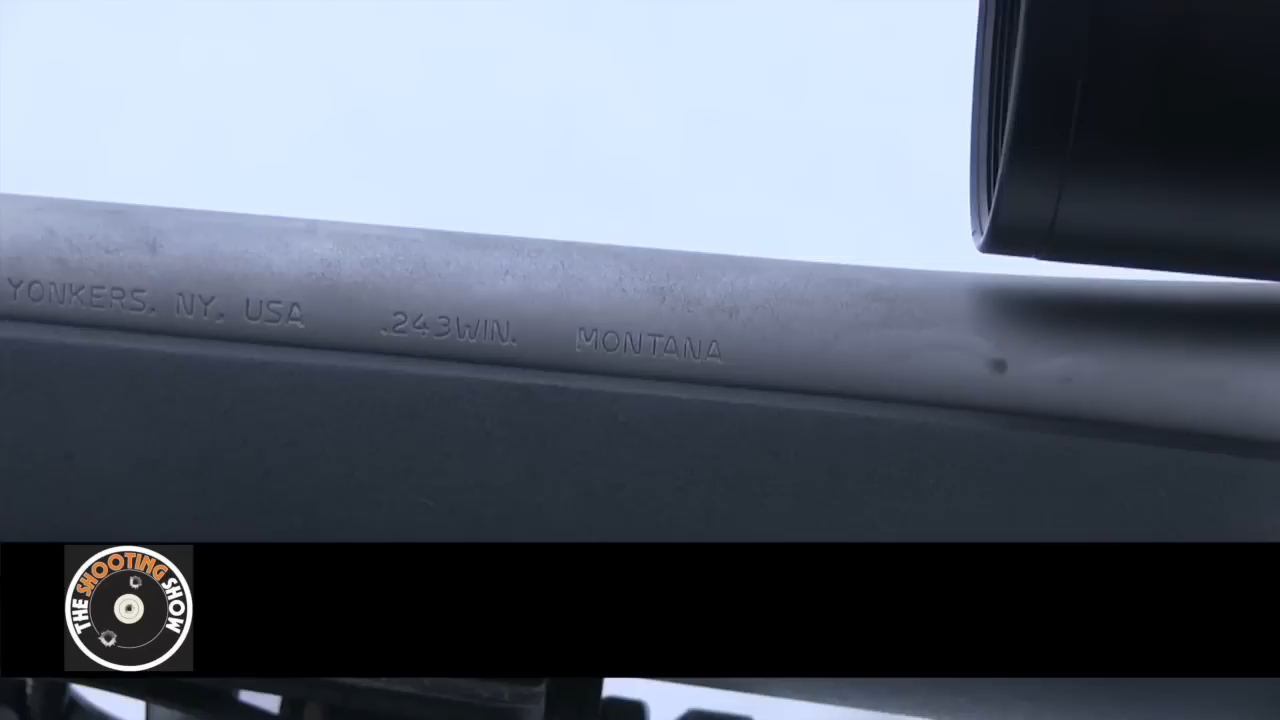 YONKERS, NY, USA .243WIN. MONTANA
THE SHOOTING SHOW